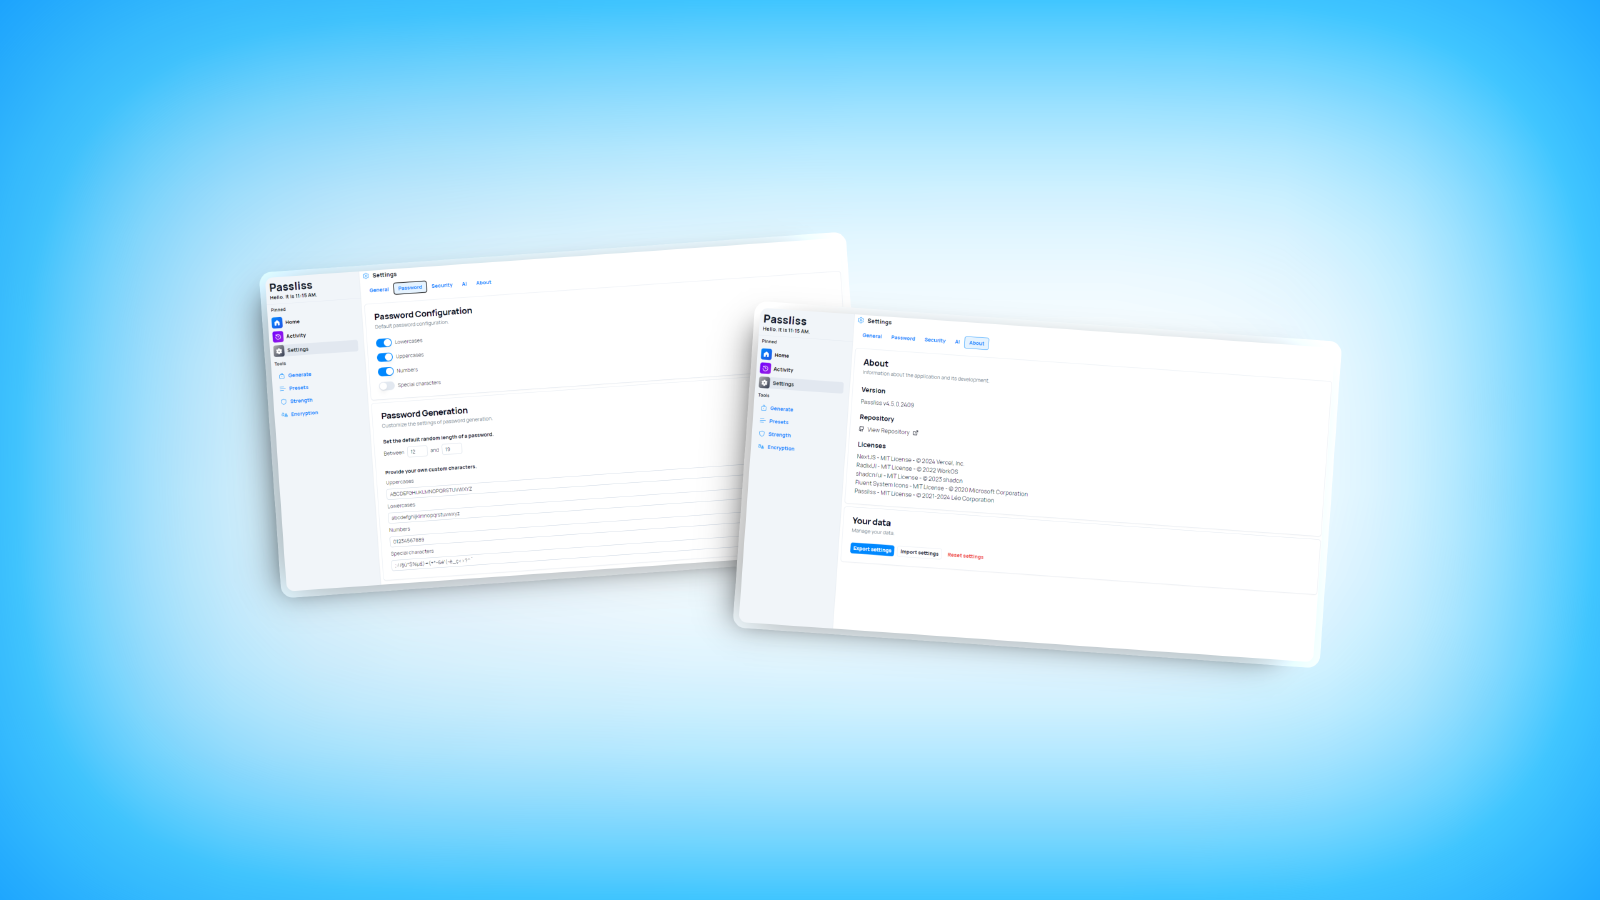 Passliss
Hello. It is 11:15 AM.
Pinned
Home
Activity
Settings
Tools
Generate
Presets
Strength
Encryption
Settings
General Password Security AI About
Password Configuration
Default password configuration.
Lowercases
Uppercases
Numbers
Special characters
Password Generation
Customize the settings of password generation.
Set the default random length of a password.
Between 12 and 19
Provide your own custom characters.
Uppercases
ABCDEFGHIJKLMNOPQRSTUVWXYZ
Lowercases
Numbers
0123456789
Special characters
Passliss
Hello. It is 11:15 AM.
Pinned
Home
Activity
Settings
Tools
Generate
Presets
Strength
Encryption
Settings
General Password Security AI About
About
Information about the application and its development.
Version
Passliss v4.5.0.2409
Repository
View Repository
Licenses
NextJS - MIT License - © 2024 Vercel, Inc.
RadixUI - MIT License - © 2022 WorkOS
shadcn/ui - MIT License - © 2023 shadcn
Fluent System Icons - MIT License - © 2020 Microsoft Corporation
Passliss - MIT License - © 2021-2024 Léo Corporation
Your data
Manage your data.
Export settings Import settings Reset settings